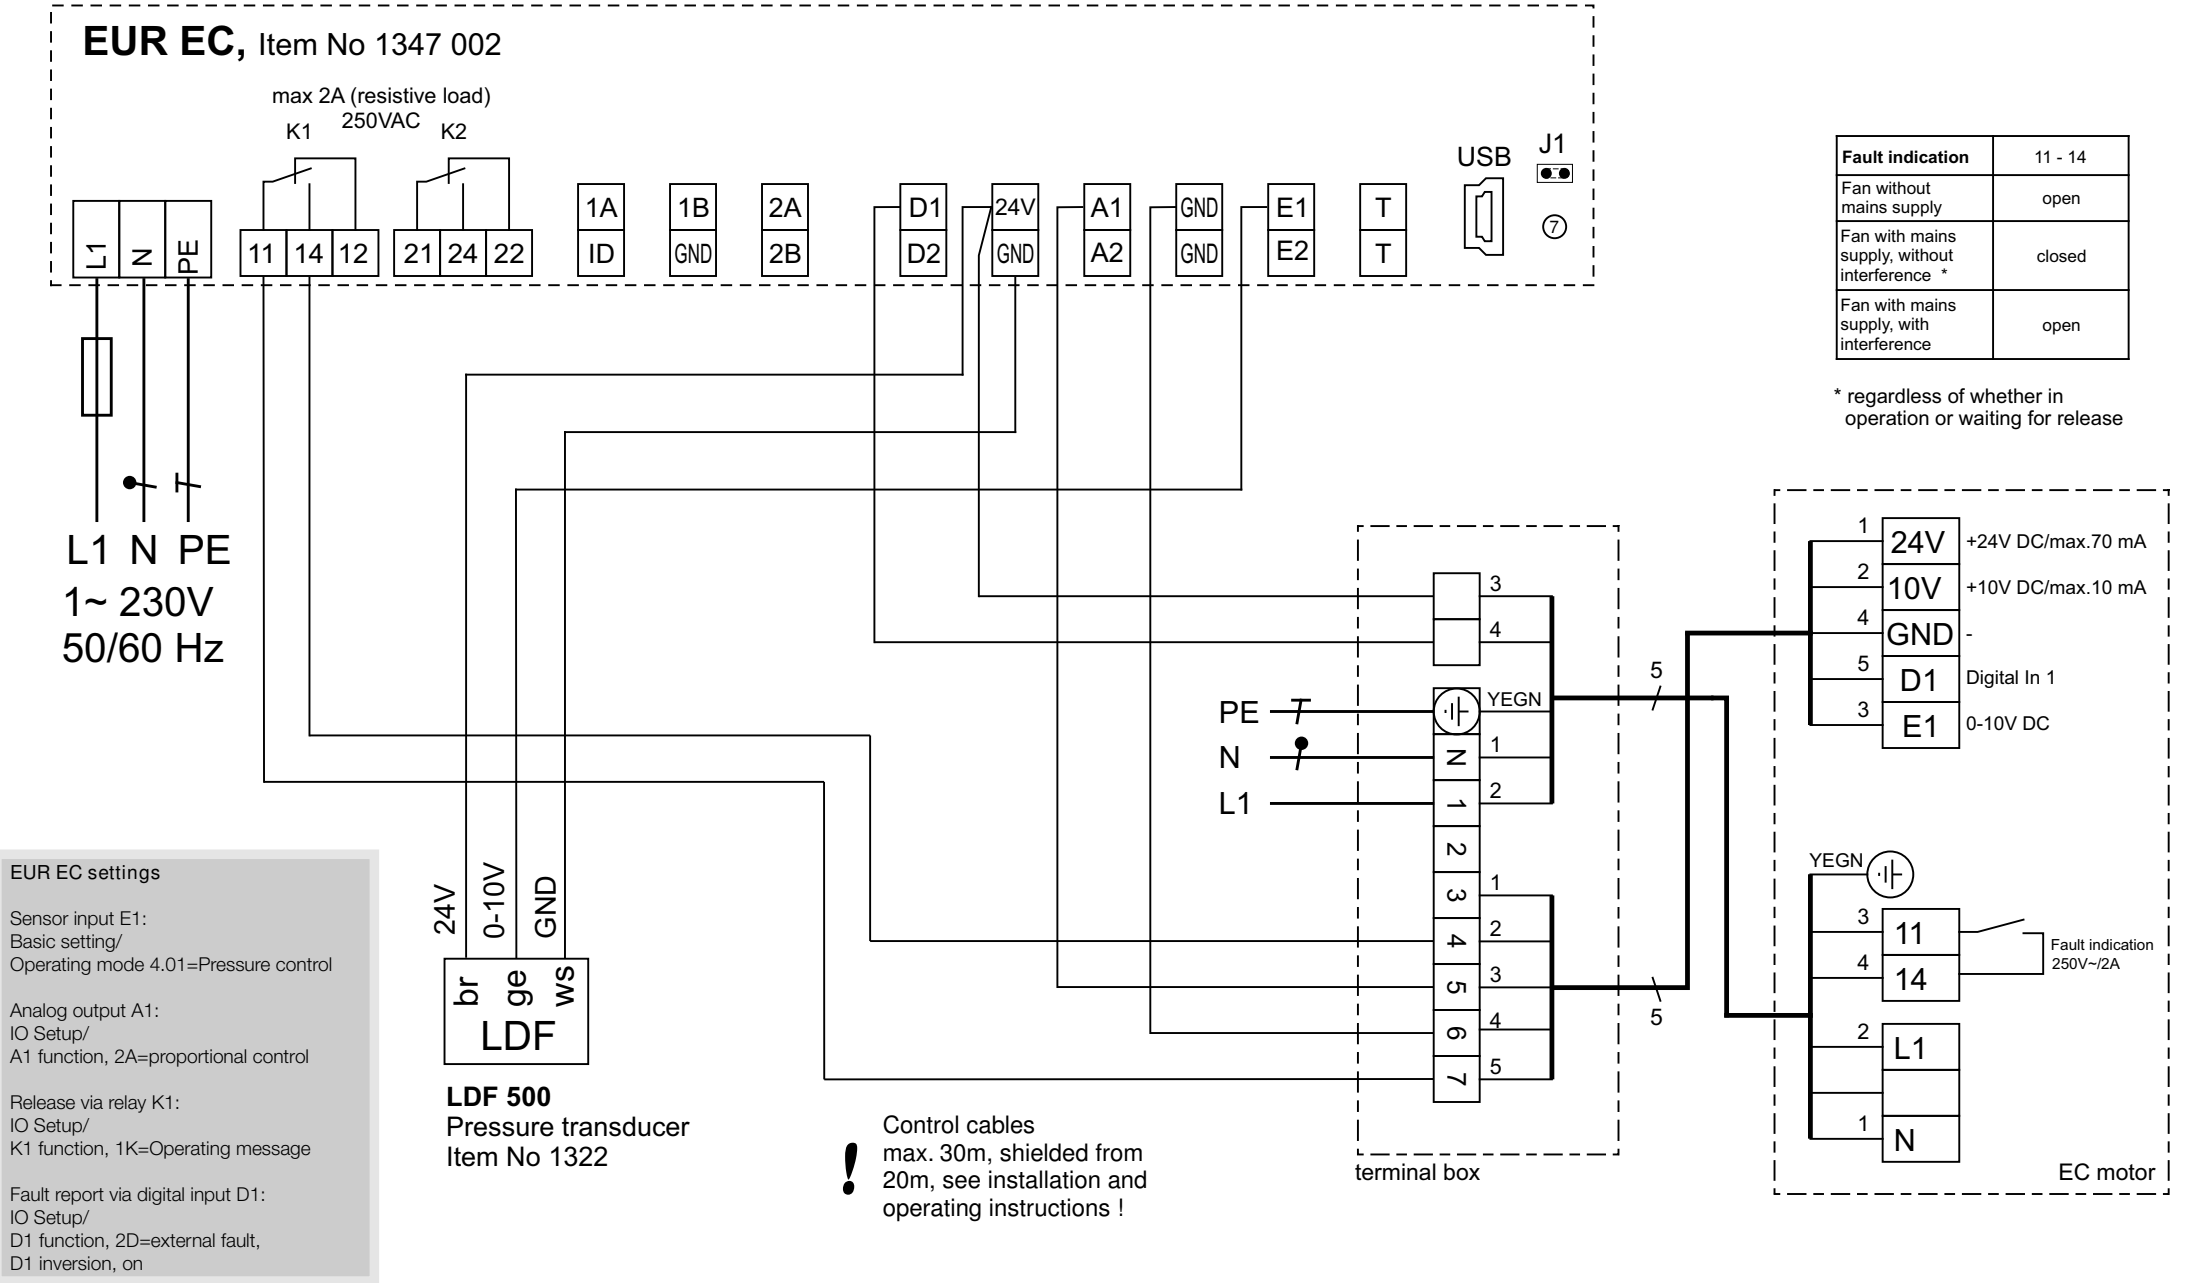 EUR EC, Item No 1347 002
max 2A (resistive load)
250VAC
K1
K2
USB
J1
7
L1
N
PE
11
14
12
21
24
22
1A
ID
1B
GND
2A
2B
D1
D2
24V
GND
A1
A2
GND
GND
E1
E2
T
T
Fault indication
11 - 14
Fan without
mains supply
open
Fan with mains
supply, without
interference *
closed
Fan with mains
supply, with
interference
open
* regardless of whether in
operation or waiting for release
L1 N PE
1~ 230V
50/60 Hz
3
4
PE
YEGN
N
N
1
L1
1
2
2
3
1
4
2
5
3
6
4
7
5
5
5
terminal box
1
24V
+24V DC/max.70 mA
2
10V
+10V DC/max.10 mA
4
GND
-
5
D1
Digital In 1
3
E1
0-10V DC
YEGN
3
11
4
14
Fault indication
250V~/2A
2
L1
1
N
EC motor
24V
0-10V
GND
br
ge
ws
LDF
LDF 500
Pressure transducer
Item No 1322
!
Control cables
max. 30m, shielded from
20m, see installation and
operating instructions !
EUR EC settings
Sensor input E1:
Basic setting/
Operating mode 4.01=Pressure control
Analog output A1:
IO Setup/
A1 function, 2A=proportional control
Release via relay K1:
IO Setup/
K1 function, 1K=Operating message
Fault report via digital input D1:
IO Setup/
D1 function, 2D=external fault,
D1 inversion, on